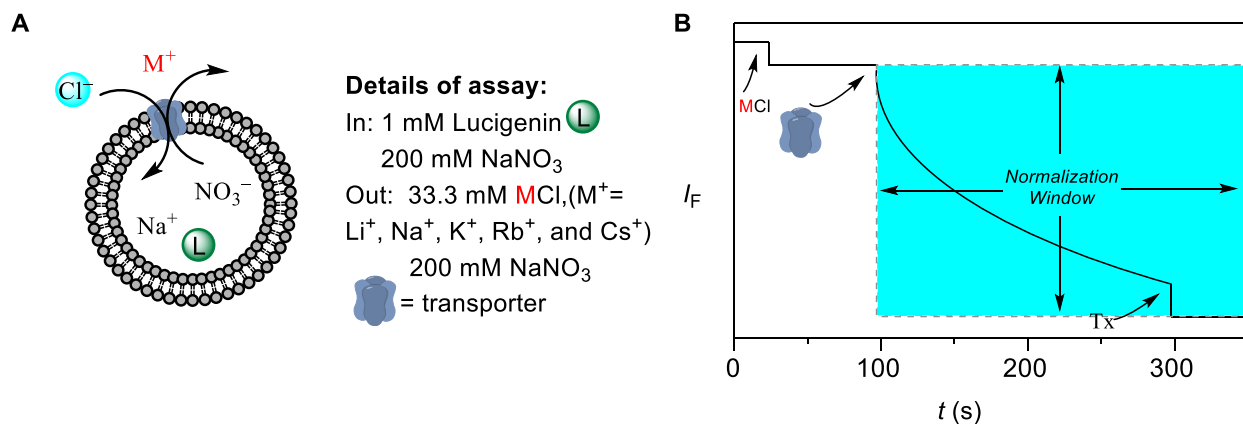 A
M⁺
Cl⁻
NO₃⁻
Na⁺
L
Details of assay:
In: 1 mM Lucigenin L
200 mM NaNO₃
Out: 33.3 mM MCl,(M⁺=
Li⁺, Na⁺, K⁺, Rb⁺, and Cs⁺)
200 mM NaNO₃
= transporter
B
MCl
Normalization
Window
I_F
Tx
0
100
200
300
t (s)